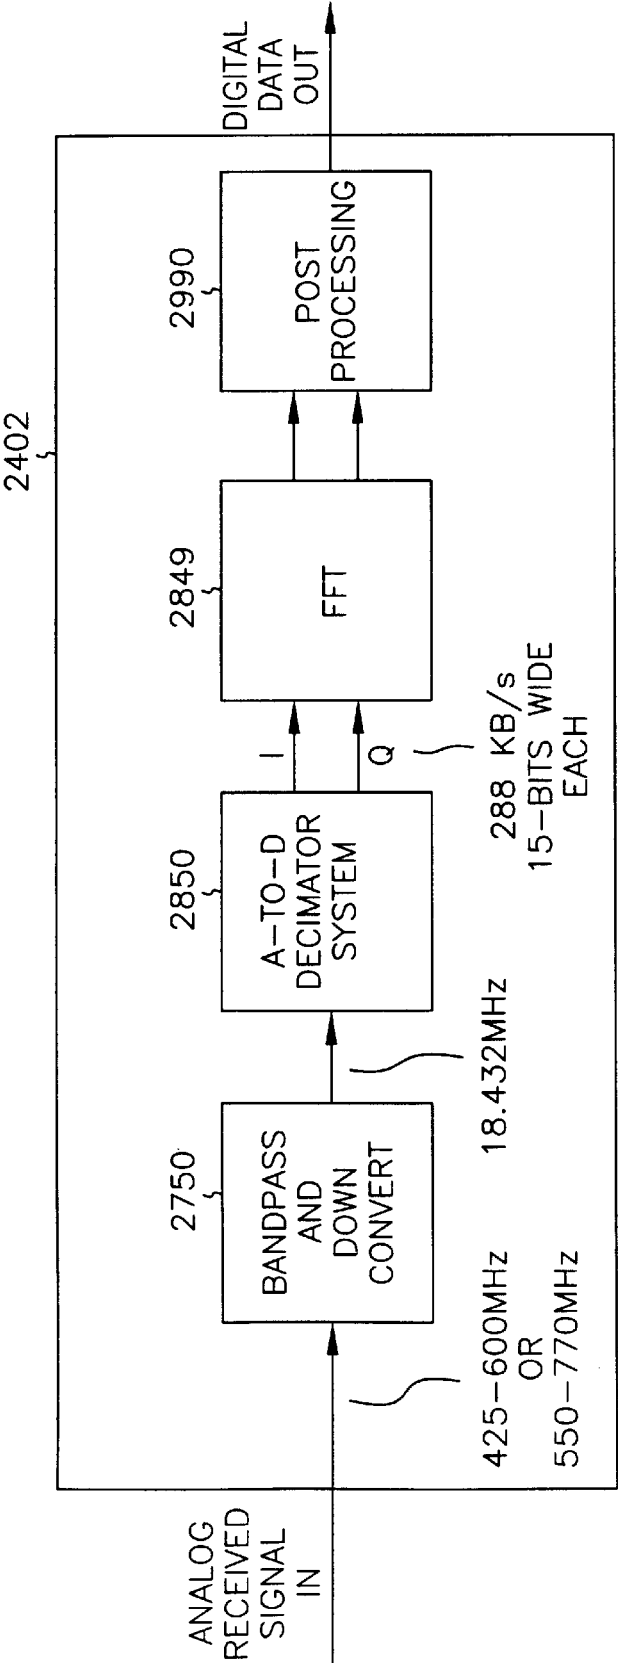 2402
ANALOG
RECEIVED
SIGNAL
IN
425-600MHz
OR
550-770MHz
2750
BANDPASS
AND
DOWN
CONVERT
18.432MHz
2850
A-TO-D
DECIMATOR
SYSTEM
I
Q
288 KB/s
15-BITS WIDE
EACH
2849
FFT
2990
POST
PROCESSING
DIGITAL
DATA
OUT